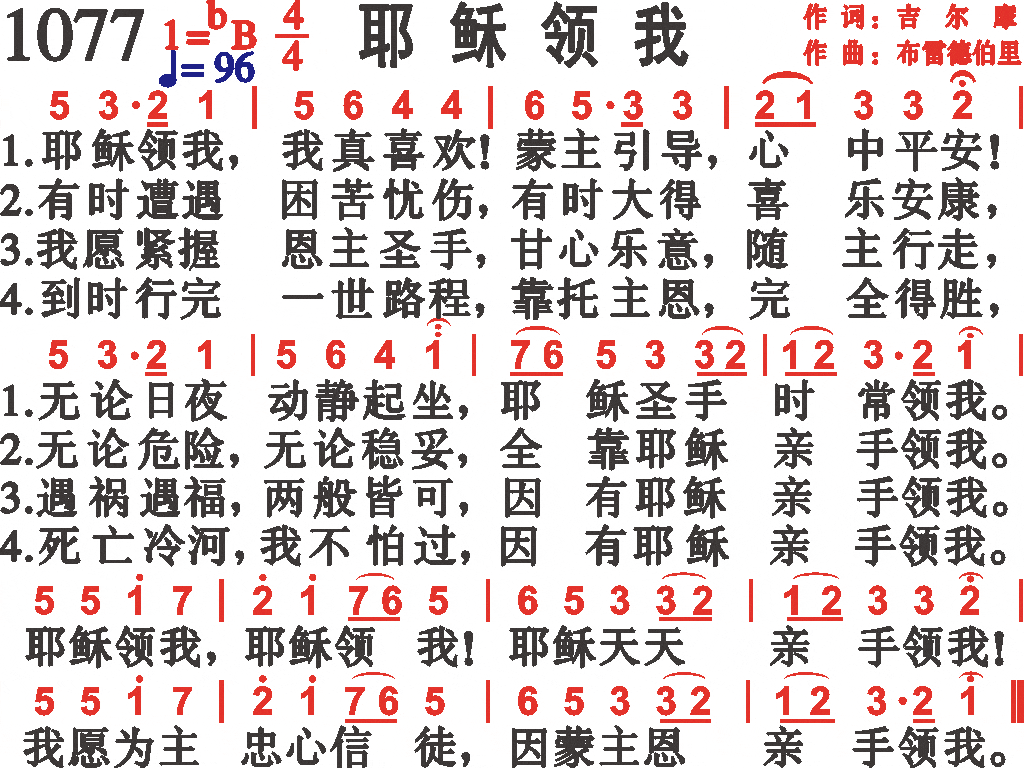 1077 1=bB 4/4 耶稣领我 作词：吉尔康
♩=96 作曲：布雷德伯里
5 3·2 1 | 5 6 4 4 | 6 5·3 3 | 2 1 3 3 2 |
1.耶稣领我，我真喜欢！蒙主引导，心中平安！
2.有时遭遇困苦忧伤，有时大得喜乐安康，
3.我愿紧握恩主圣手，甘心乐意，随主行走，
4.到时行完一世路程，靠托主恩，完全得胜，
5 3·2 1 | 5 6 4 i | 7 6 5 3 3 2 | 1 2 3·2 i |
1.无论日夜动静起坐，耶稣圣手时常领我。
2.无论危险，无论稳妥，全靠耶稣亲手领我。
3.遇祸遇福，两般皆可，因有耶稣亲手领我。
4.死亡冷河，我不怕过，因有耶稣亲手领我。
5 5 i 7 | 2 i 7 6 5 | 6 5 3 3 2 | 1 2 3 3 2 |
耶稣领我，耶稣领我！耶稣天天亲手领我！
5 5 i 7 | 2 i 7 6 5 | 6 5 3 3 2 | 1 2 3·2 i ‖
我愿为主忠心信徒，因蒙主恩亲手领我。